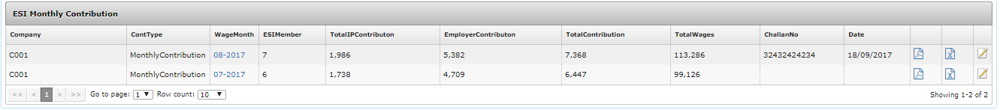 ESI Monthly Contribution
Company ContType WageMonth ESIMember TotalIPContributon EmployerContributon TotalContribution TotalWages ChallanNo Date
C001 MonthlyContribution 08-2017 7 1,986 5,382 7,368 113,286 32432424234 18/09/2017
C001 MonthlyContribution 07-2017 6 1,738 4,709 6,447 99,126
<< < 1 > >> Go to page: 1 Row count: 10 Showing 1-2 of 2